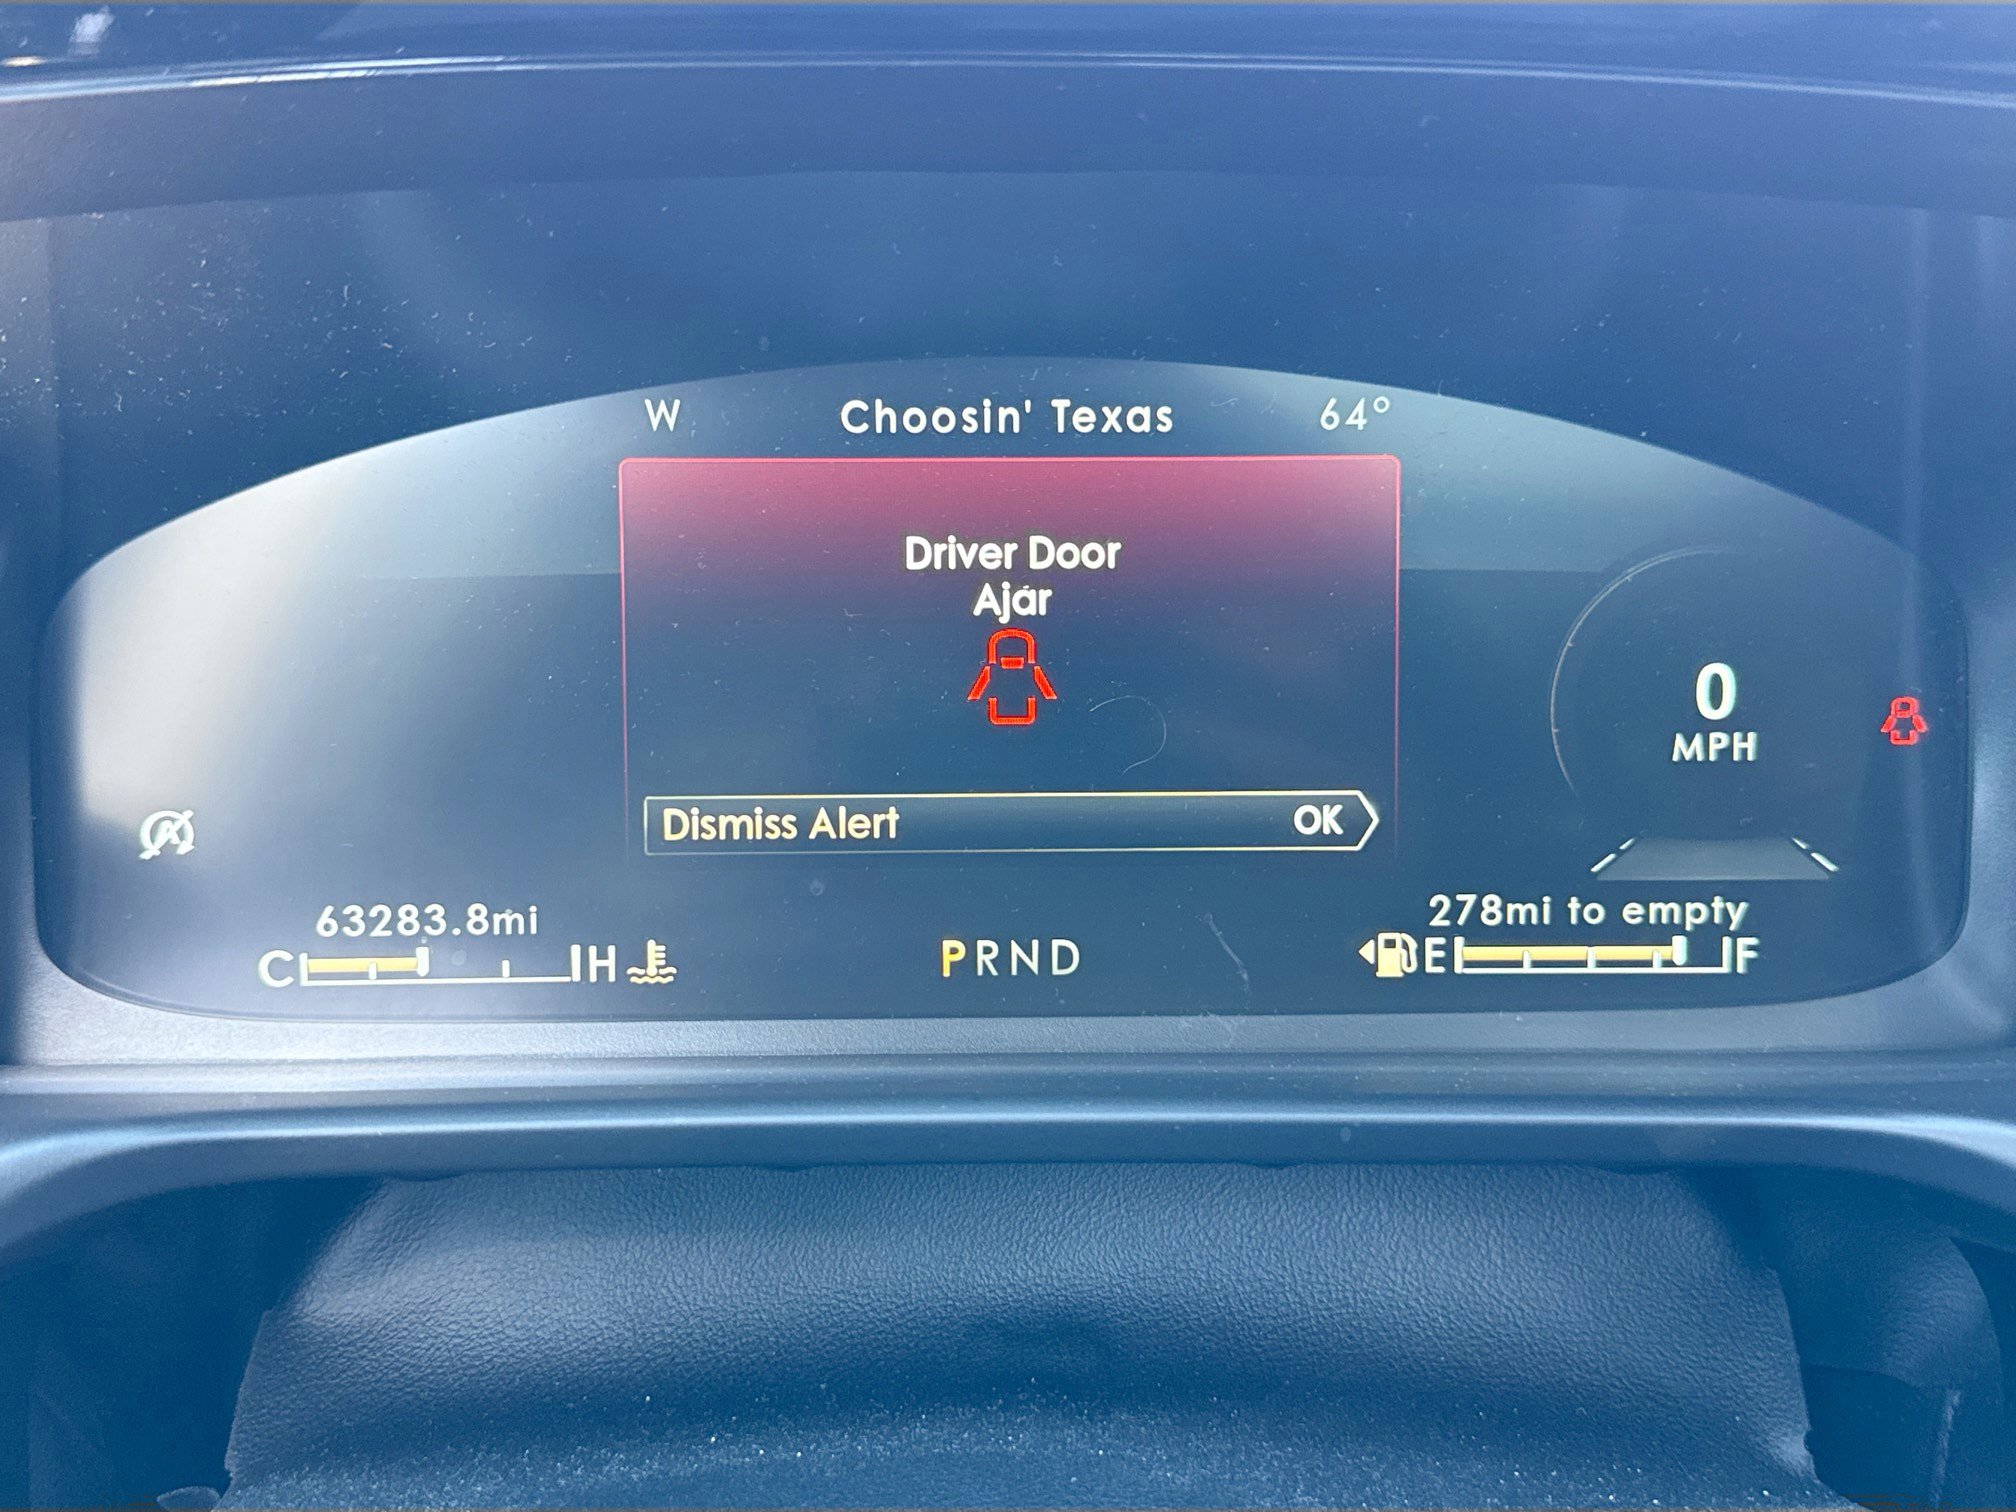 W Choosin' Texas 64°
Driver Door
Ajar
Dismiss Alert OK
0
MPH
A
63283.8mi
278mi to empty
C H
PRND
E F